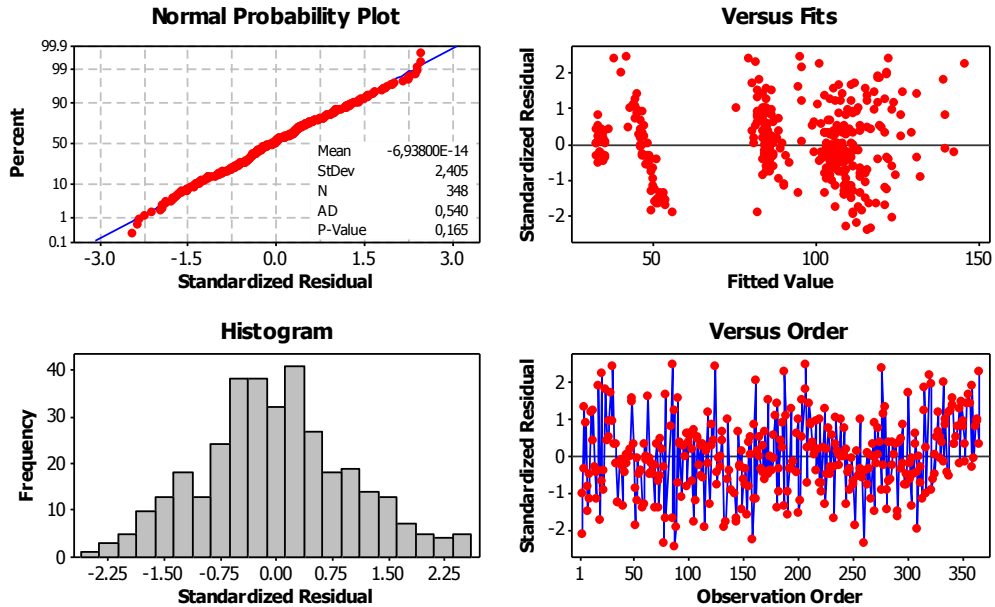 Normal Probability Plot
99.9
99
90
50
10
1
0.1
Percent
Mean -6,93800E-14
StDev 2,405
N 348
AD 0,540
P-Value 0,165
-3.0 -1.5 0.0 1.5 3.0
Standardized Residual
Versus Fits
2
1
0
-1
-2
Standardized Residual
50 100 150
Fitted Value
Histogram
40
30
20
10
0
Frequency
-2.25 -1.50 -0.75 0.00 0.75 1.50 2.25
Standardized Residual
Versus Order
2
1
0
-1
-2
Standardized Residual
1 50 100 150 200 250 300 350
Observation Order